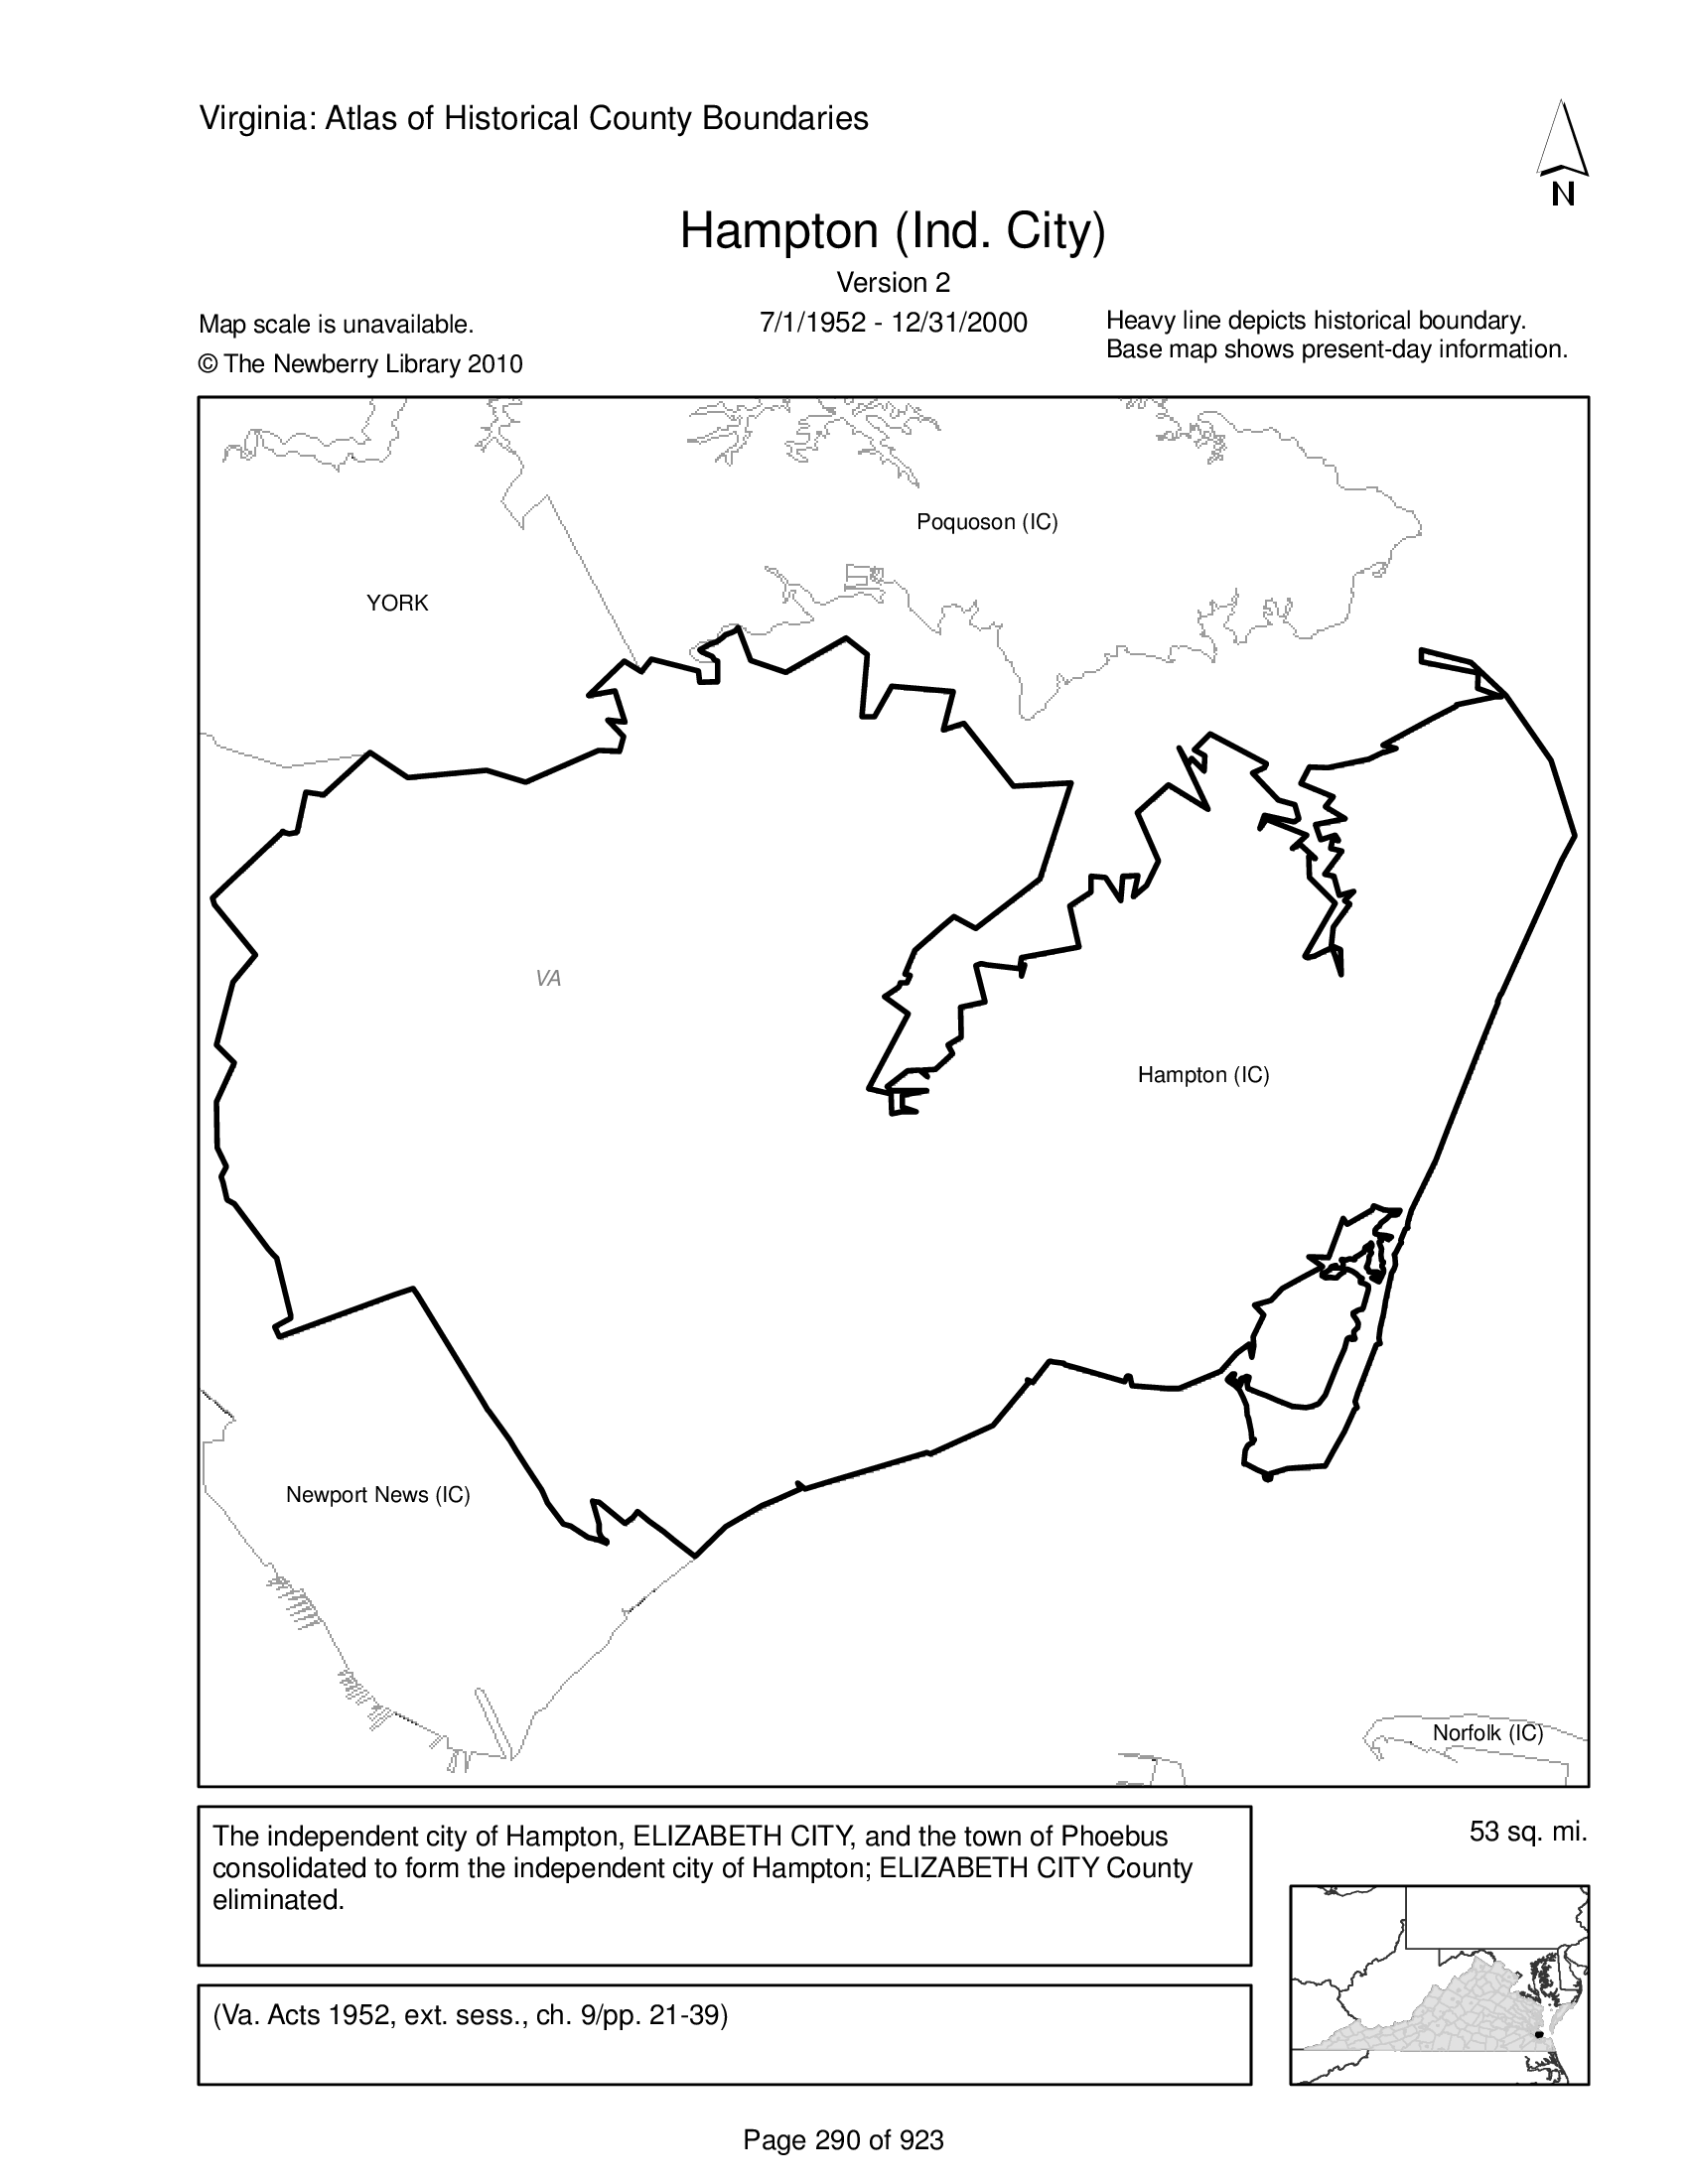 Virginia: Atlas of Historical County Boundaries
N
Hampton (Ind. City)
Version 2
7/1/1952 - 12/31/2000
Map scale is unavailable.
© The Newberry Library 2010
Heavy line depicts historical boundary.
Base map shows present-day information.
Poquoson (IC)
YORK
VA
Hampton (IC)
Newport News (IC)
Norfolk (IC)
The independent city of Hampton, ELIZABETH CITY, and the town of Phoebus
consolidated to form the independent city of Hampton; ELIZABETH CITY County
eliminated.
53 sq. mi.
(Va. Acts 1952, ext. sess., ch. 9/pp. 21-39)
Page 290 of 923